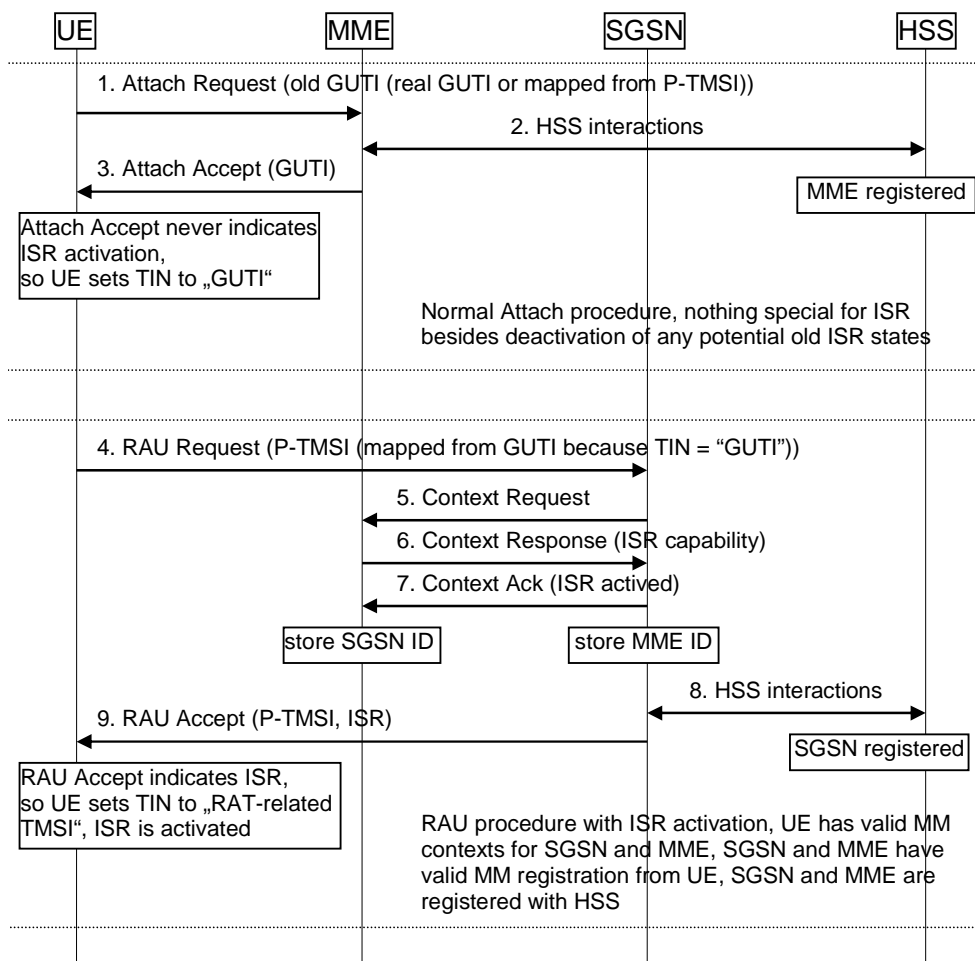 UE
MME
SGSN
HSS
1. Attach Request (old GUTI (real GUTI or mapped from P-TMSI))
2. HSS interactions
3. Attach Accept (GUTI)
MME registered
Attach Accept never indicates
ISR activation,
so UE sets TIN to „GUTI“
Normal Attach procedure, nothing special for ISR
besides deactivation of any potential old ISR states
4. RAU Request (P-TMSI (mapped from GUTI because TIN = “GUTI”))
5. Context Request
6. Context Response (ISR capability)
7. Context Ack (ISR actived)
store SGSN ID
store MME ID
8. HSS interactions
9. RAU Accept (P-TMSI, ISR)
SGSN registered
RAU Accept indicates ISR,
so UE sets TIN to „RAT-related
TMSI“, ISR is activated
RAU procedure with ISR activation, UE has valid MM
contexts for SGSN and MME, SGSN and MME have
valid MM registration from UE, SGSN and MME are
registered with HSS